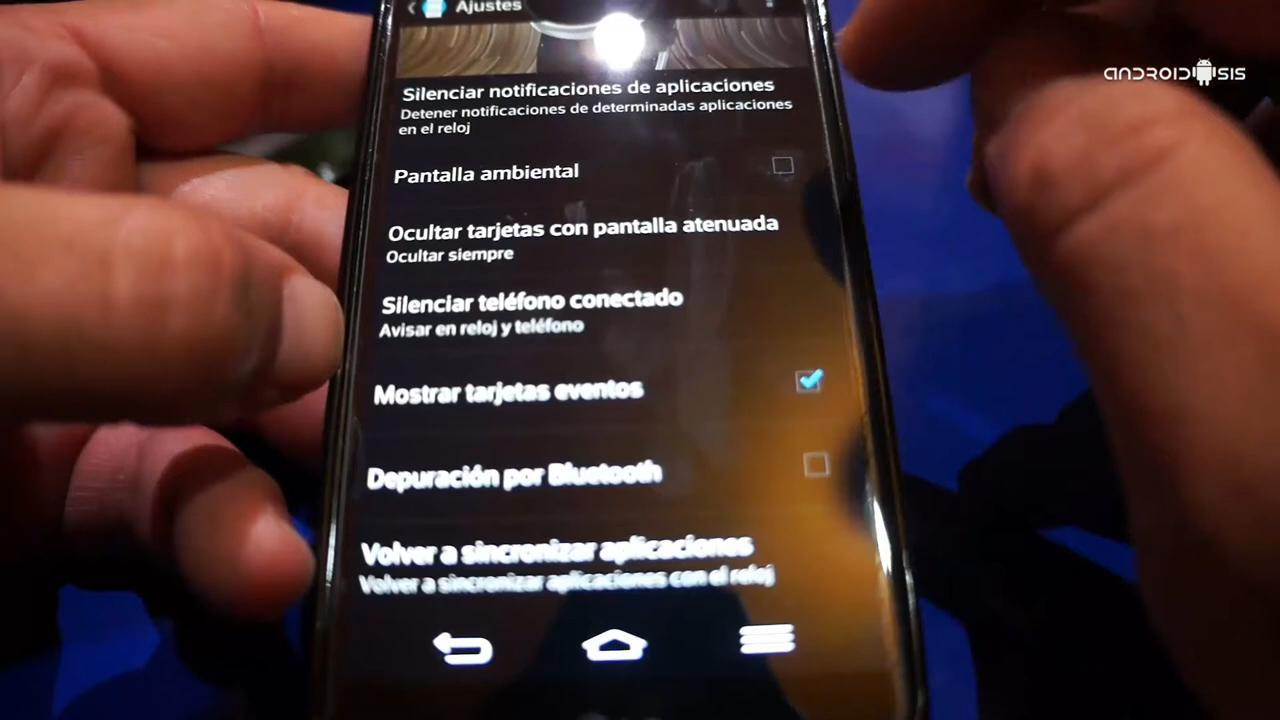 Ajustes
ANDROIDSIS
Silenciar notificaciones de aplicaciones
Detener notificaciones de determinadas aplicaciones
en el reloj
Pantalla ambiental
Ocultar tarjetas con pantalla atenuada
Ocultar siempre
Silenciar teléfono conectado
Avisar en reloj y teléfono
Mostrar tarjetas eventos
Depuración por Bluetooth
Volver a sincronizar aplicaciones
Volver a sincronizar aplicaciones con el reloj